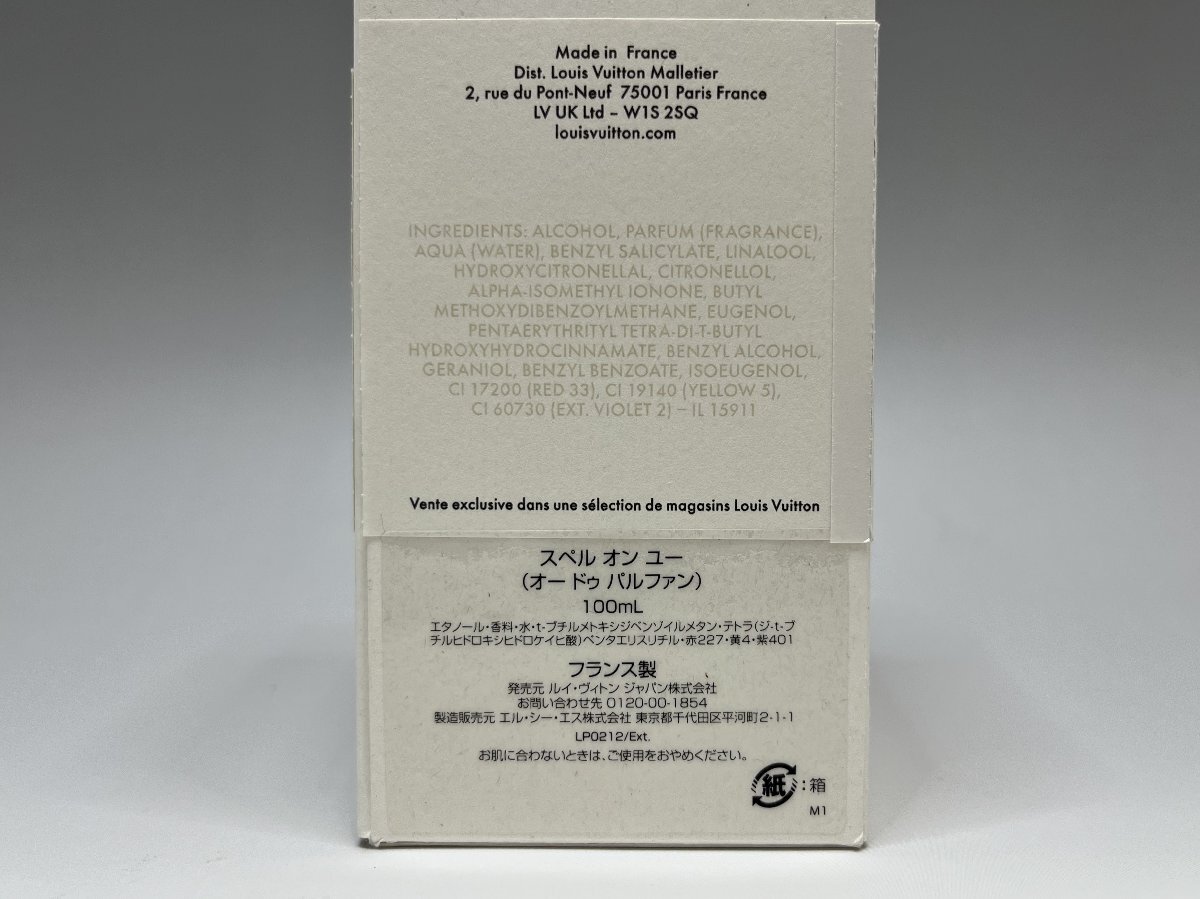 Made in France
Dist. Louis Vuitton Malletier
2, rue du Pont-Neuf 75001 Paris France
LV UK Ltd – W1S 2SQ
louisvuitton.com
INGREDIENTS: ALCOHOL, PARFUM (FRAGRANCE),
AQUA (WATER), BENZYL SALICYLATE, LINALOOL,
HYDROXYCITRONELLAL, CITRONELLOL,
ALPHA-ISOMETHYL IONONE, BUTYL
METHOXYDIBENZOYLMETHANE, EUGENOL,
PENTAERYTHRITYL TETRA-DI-T-BUTYL
HYDROXYHYDROCINNAMATE, BENZYL ALCOHOL,
GERANIOL, BENZYL BENZOATE, ISOEUGENOL,
CI 17200 (RED 33), CI 19140 (YELLOW 5),
CI 60730 (EXT. VIOLET 2) – IL 15911
Vente exclusive dans une sélection de magasins Louis Vuitton
スペル オン ユー
(オー ドゥ パルファン)
100mL
エタノール・香料・水・t-ブチルメトキシジベンゾイルメタン・テトラ(ジ-t-ブ
チルヒドロキシヒドロケイヒ酸)ペンタエリスリチル・赤227・黄4・紫401
フランス製
発売元 ルイ・ヴィトン ジャパン株式会社
お問い合わせ先 0120-00-1854
製造販売元 エル・シー・エス株式会社 東京都千代田区平河町2-1-1
LP0212/Ext.
お肌に合わないときは、ご使用をおやめください。
紙:箱
M1